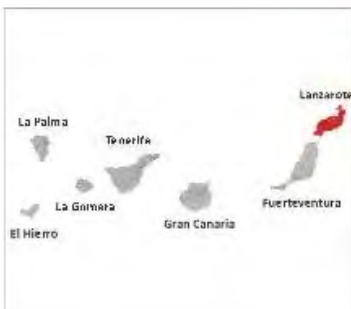 Lanzarote
La Palma
Tenerife
La Gomera
Fuerteventura
Gran Canaria
El Hierro